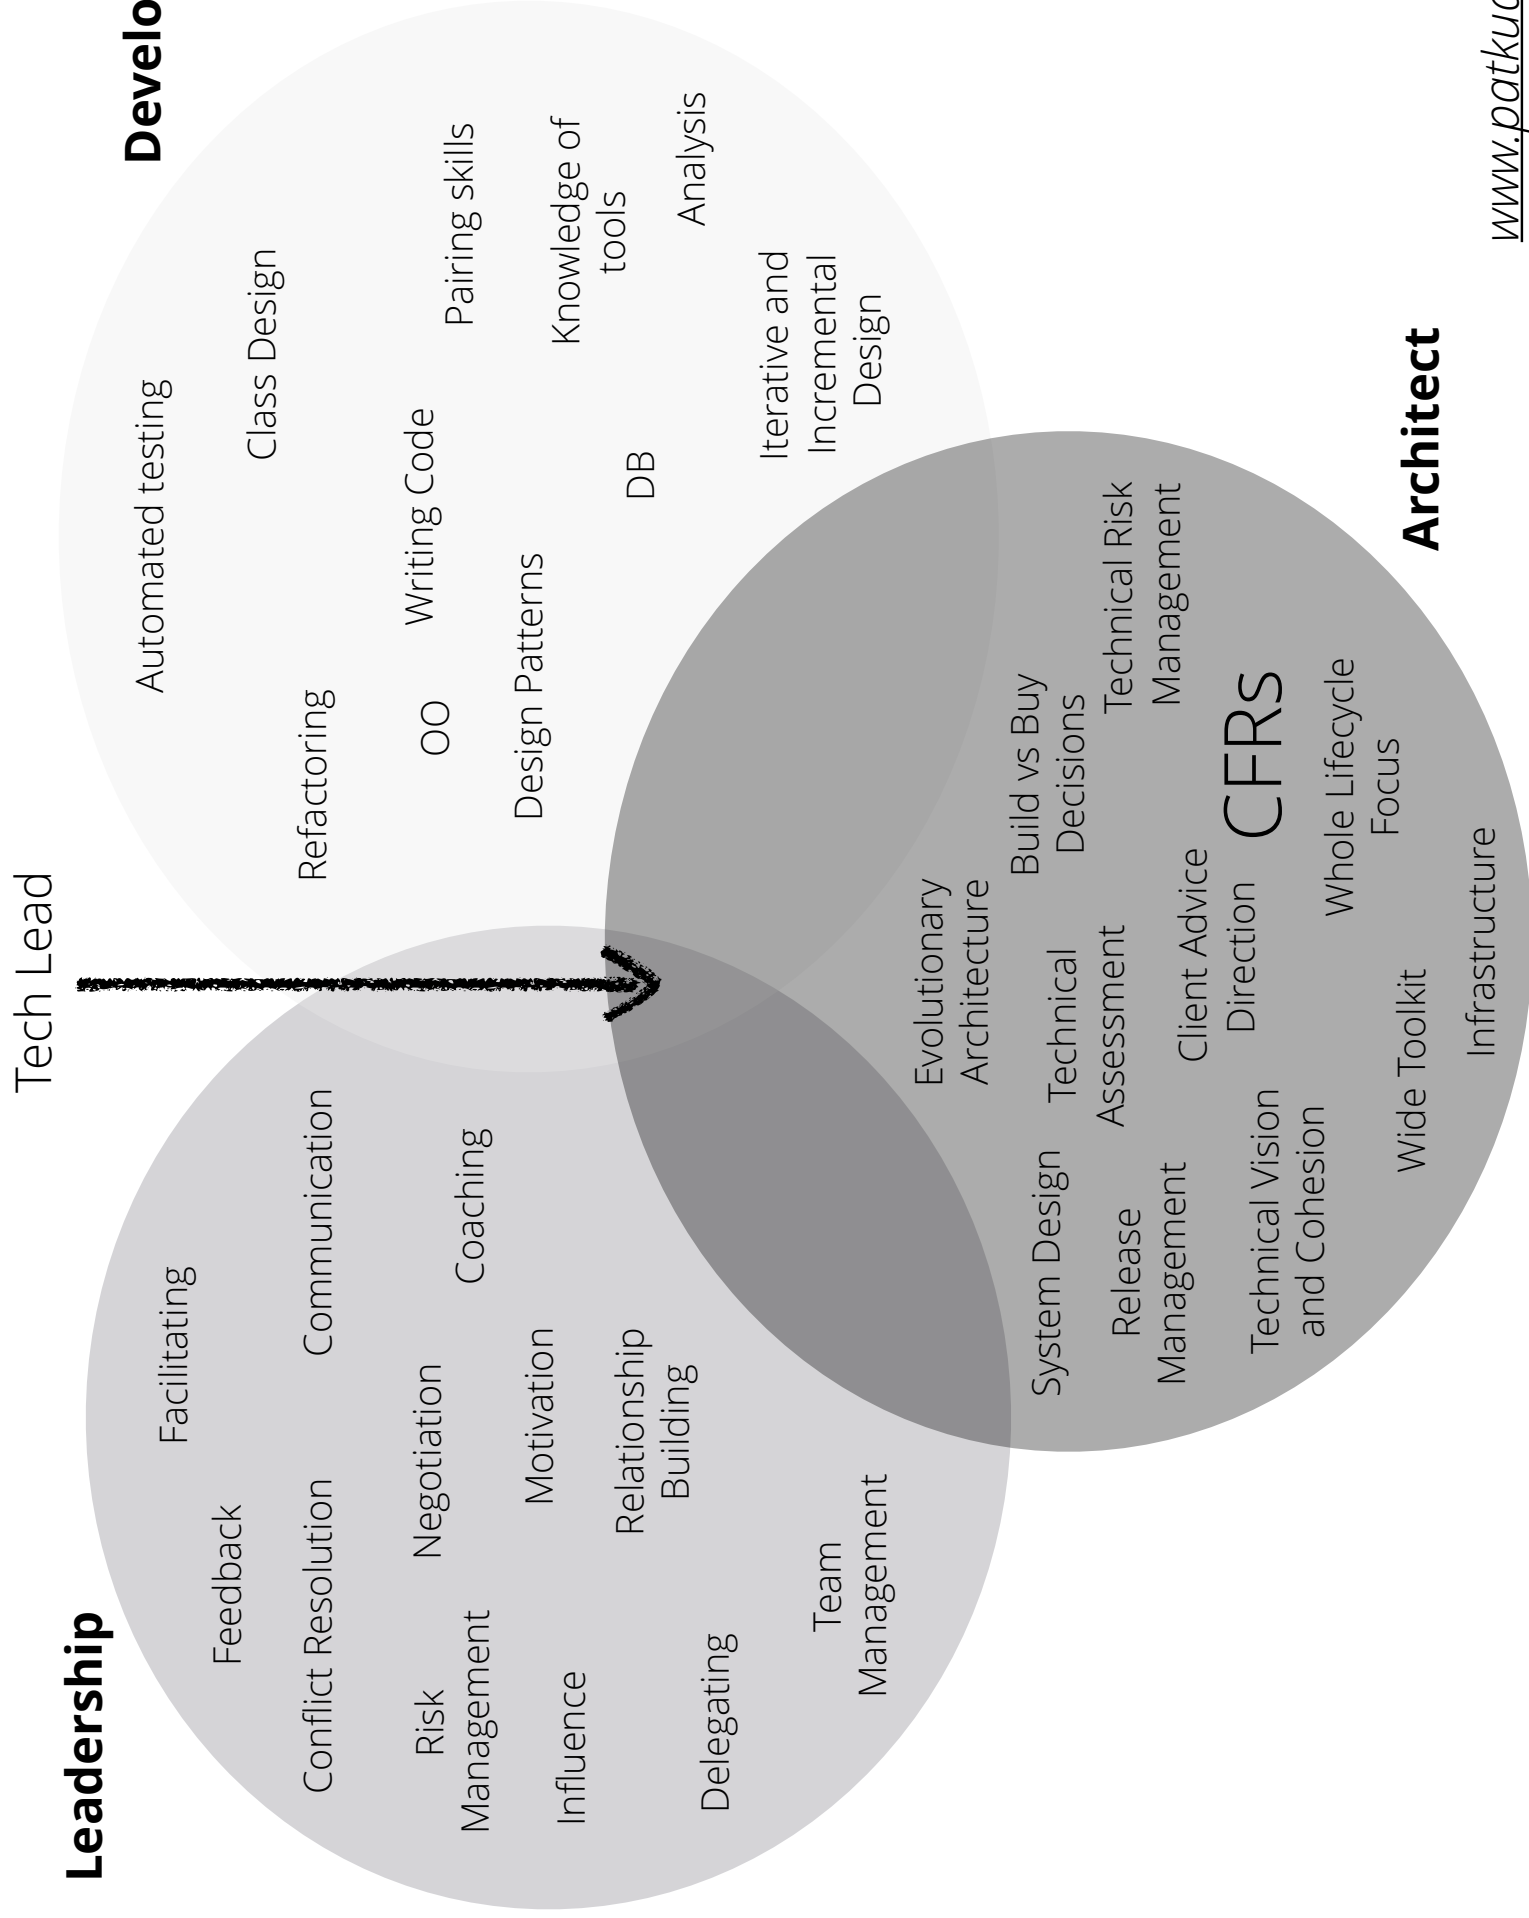 Tech Lead
Leadership
Develo
Facilitating
Feedback
Communication
Conflict Resolution
Coaching
Negotiation
Risk
Management
Motivation
Influence
Relationship
Building
Delegating
Team
Management
Automated testing
Class Design
Refactoring
Pairing skills
Writing Code
OO
Knowledge of
tools
Design Patterns
DB
Analysis
Iterative and
Incremental
Design
Evolutionary
Architecture
Build vs Buy
Decisions
Technical Risk
Management
System Design
Technical
Assessment
Release
Management
Client Advice
Direction
CFRs
Technical Vision
and Cohesion
Whole Lifecycle
Focus
Wide Toolkit
Infrastructure
Architect
www.patkuc